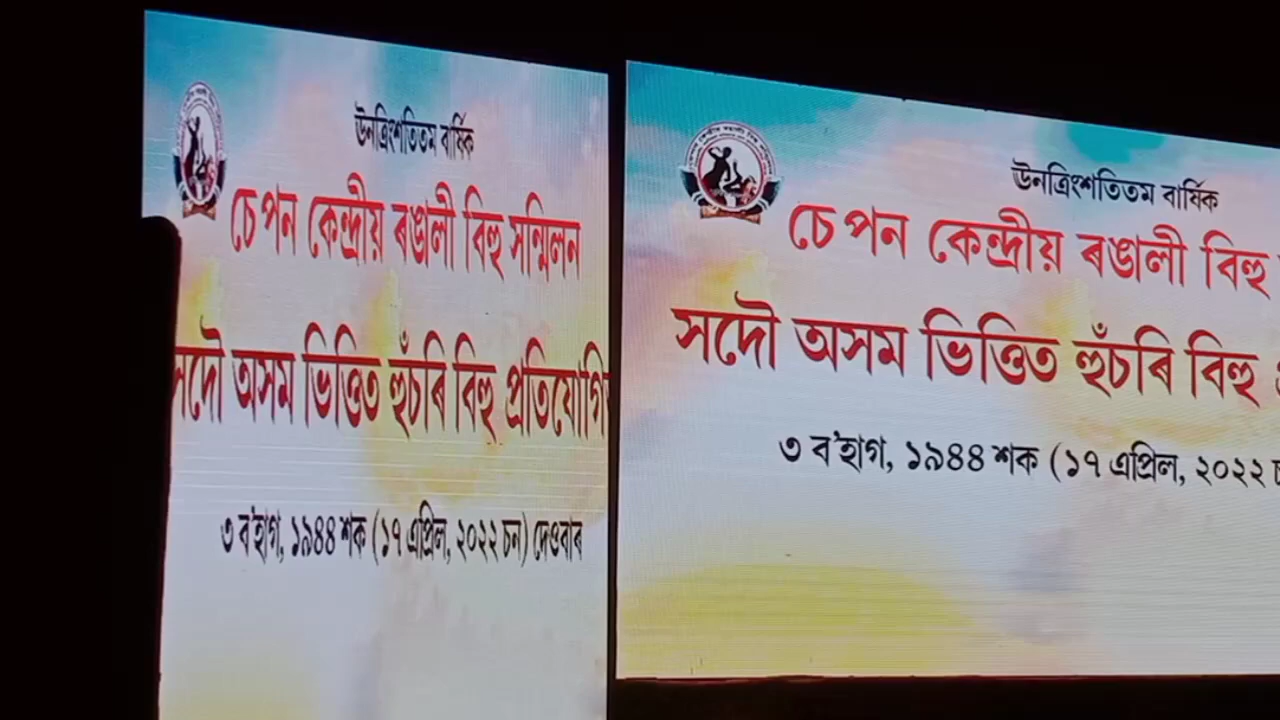 ঊনত্ৰিংশতিতম বাৰ্ষিক
চেপন কেন্দ্ৰীয় ৰঙালী বিহু সন্মিলন
সদৌ অসম ভিত্তিত হুঁচৰি বিহু প্ৰতিযোগি
৩ ব'হাগ, ১৯৪৪ শক (১৭ এপ্ৰিল, ২০২২ চন) দেওবাৰ
ঊনত্ৰিংশতিতম বাৰ্ষিক
চেপন কেন্দ্ৰীয় ৰঙালী বিহু
সদৌ অসম ভিত্তিত হুঁচৰি বিহু
৩ ব'হাগ, ১৯৪৪ শক (১৭ এপ্ৰিল, ২০২২